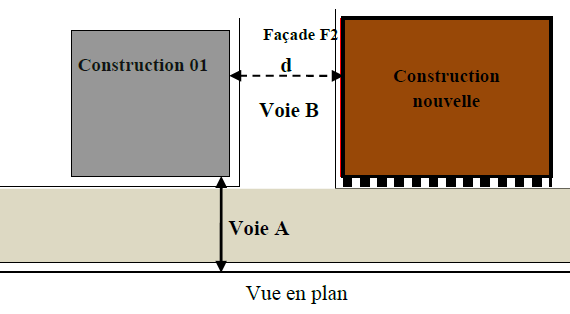 Façade F2
Construction 01
d
Construction
nouvelle
Voie B
Voie A
Vue en plan